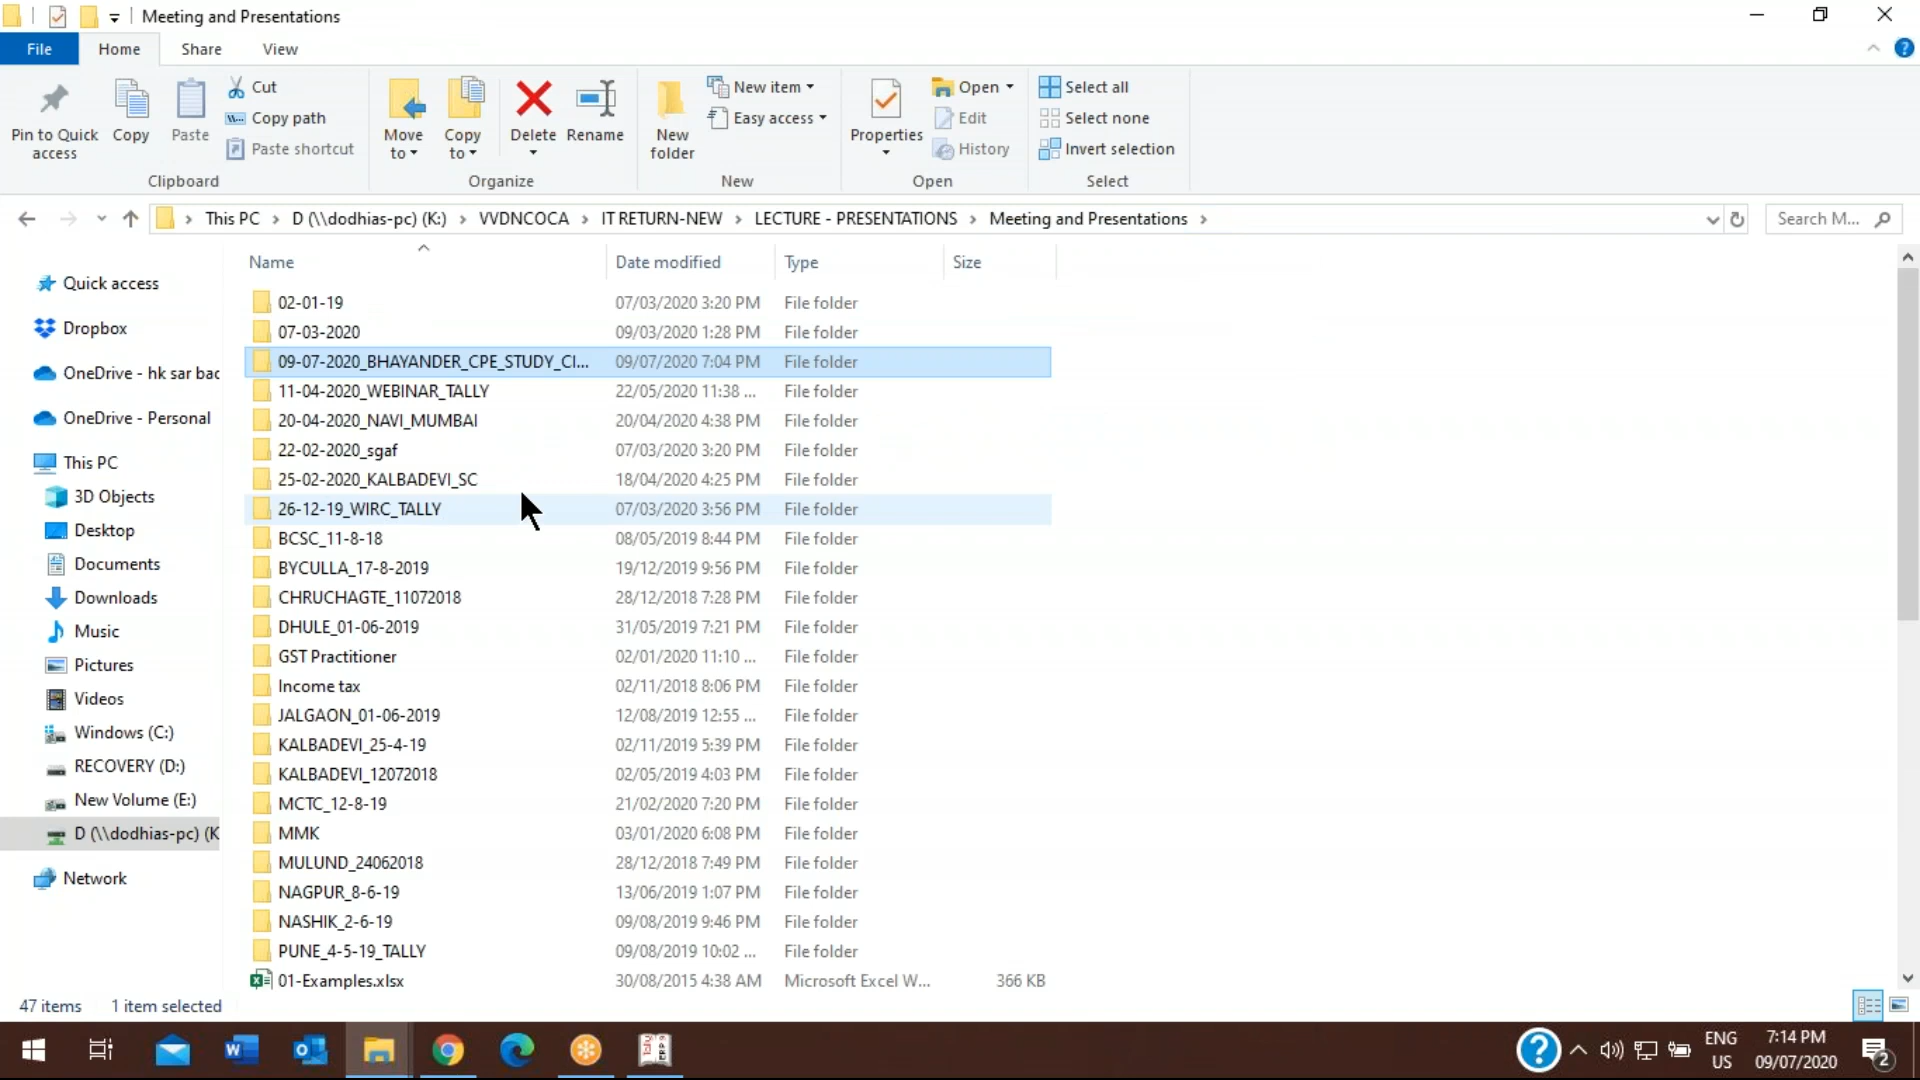 Meeting and Presentations
File Home Share View
Pin to Quick access
Copy
Paste
Cut
Copy path
Paste shortcut
Clipboard
Move to
Copy to
Delete
Rename
Organize
New folder
New item
Easy access
New
Properties
Open
Edit
History
Open
Select all
Select none
Invert selection
Select
This PC > D (\\dodhias-pc) (K:) > VVDNCOCA > IT RETURN-NEW > LECTURE - PRESENTATIONS > Meeting and Presentations >
Search M...
Quick access
Dropbox
OneDrive - hk sar bac
OneDrive - Personal
This PC
3D Objects
Desktop
Documents
Downloads
Music
Pictures
Videos
Windows (C:)
RECOVERY (D:)
New Volume (E:)
D (\\dodhias-pc) (K
Network
Name Date modified Type Size
02-01-19 07/03/2020 3:20 PM File folder
07-03-2020 09/03/2020 1:28 PM File folder
09-07-2020_BHAYANDER_CPE_STUDY_CI... 09/07/2020 7:04 PM File folder
11-04-2020_WEBINAR_TALLY 22/05/2020 11:38 ... File folder
20-04-2020_NAVI_MUMBAI 20/04/2020 4:38 PM File folder
22-02-2020_sgaf 07/03/2020 3:20 PM File folder
25-02-2020_KALBADEVI_SC 18/04/2020 4:25 PM File folder
26-12-19_WIRC_TALLY 07/03/2020 3:56 PM File folder
BCSC_11-8-18 08/05/2019 8:44 PM File folder
BYCULLA_17-8-2019 19/12/2019 9:56 PM File folder
CHRUCHAGTE_11072018 28/12/2018 7:28 PM File folder
DHULE_01-06-2019 31/05/2019 7:21 PM File folder
GST Practitioner 02/01/2020 11:10 ... File folder
Income tax 02/11/2018 8:06 PM File folder
JALGAON_01-06-2019 12/08/2019 12:55 ... File folder
KALBADEVI_25-4-19 02/11/2019 5:39 PM File folder
KALBADEVI_12072018 02/05/2019 4:03 PM File folder
MCTC_12-8-19 21/02/2020 7:20 PM File folder
MMK 03/01/2020 6:08 PM File folder
MULUND_24062018 28/12/2018 7:49 PM File folder
NAGPUR_8-6-19 13/06/2019 1:07 PM File folder
NASHIK_2-6-19 09/08/2019 9:46 PM File folder
PUNE_4-5-19_TALLY 09/08/2019 10:02 ... File folder
01-Examples.xlsx 30/08/2015 4:38 AM Microsoft Excel W... 366 KB
47 items 1 item selected
ENG 7:14 PM
US 09/07/2020 2